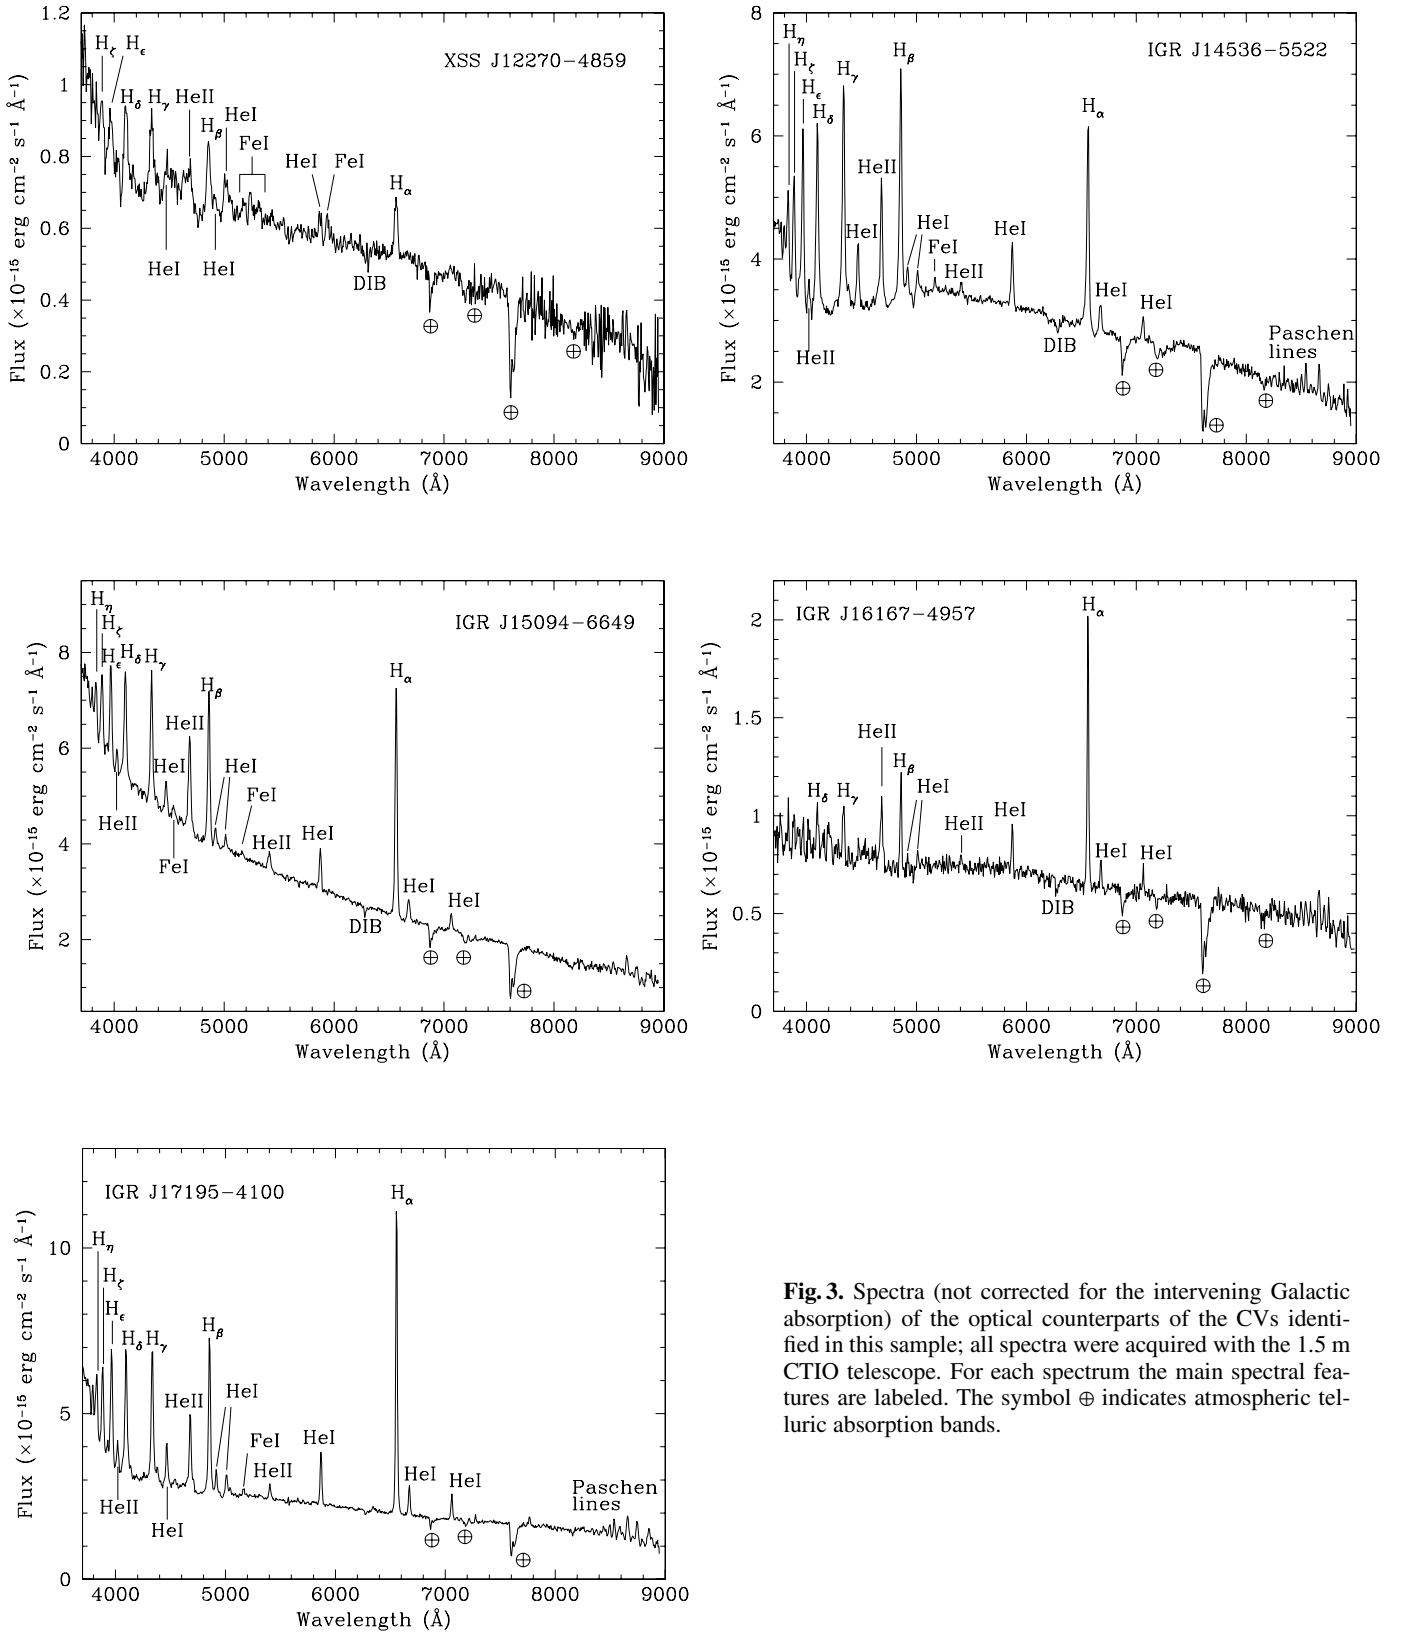 XSS J12270−4859
1.2
1
0.8
0.6
0.4
0.2
0
Flux (×10⁻¹⁵ erg cm⁻² s⁻¹ Å⁻¹)
Hζ Hε
Hδ Hγ HeII
Hβ HeI
FeI
HeI FeI
Hα
HeI HeI
DIB
⊕ ⊕ ⊕ ⊕
4000 5000 6000 7000 8000 9000
Wavelength (Å)
IGR J14536−5522
8
6
4
2
Flux (×10⁻¹⁵ erg cm⁻² s⁻¹ Å⁻¹)
Hη
Hζ
Hε
Hδ
Hγ
HeII
HeI
Hβ
HeI
FeI
HeII
HeI
Hα
HeI
HeI
HeII
DIB
Paschen
lines
⊕ ⊕ ⊕ ⊕
4000 5000 6000 7000 8000 9000
Wavelength (Å)
IGR J15094−6649
8
6
4
2
Flux (×10⁻¹⁵ erg cm⁻² s⁻¹ Å⁻¹)
Hη
Hζ
Hε Hδ Hγ
Hβ
HeII
HeI
HeI
FeI
HeII
HeI
Hα
HeI
HeI
HeII
FeI
DIB
⊕ ⊕ ⊕
4000 5000 6000 7000 8000 9000
Wavelength (Å)
IGR J16167−4957
2
1.5
1
0.5
0
Flux (×10⁻¹⁵ erg cm⁻² s⁻¹ Å⁻¹)
Hα
HeII
Hβ
Hδ Hγ
HeI
HeII
HeI
HeI HeI
DIB
⊕ ⊕ ⊕ ⊕
4000 5000 6000 7000 8000 9000
Wavelength (Å)
IGR J17195−4100
10
5
0
Flux (×10⁻¹⁵ erg cm⁻² s⁻¹ Å⁻¹)
Hα
Hη
Hζ
Hε
Hδ Hγ
Hβ
HeII
HeI
FeI
HeII
HeI
HeI
HeI
HeII
HeI
Paschen
lines
⊕ ⊕ ⊕
4000 5000 6000 7000 8000 9000
Wavelength (Å)
Fig. 3. Spectra (not corrected for the intervening Galactic
absorption) of the optical counterparts of the CVs identi-
fied in this sample; all spectra were acquired with the 1.5 m
CTIO telescope. For each spectrum the main spectral fea-
tures are labeled. The symbol ⊕ indicates atmospheric tel-
luric absorption bands.